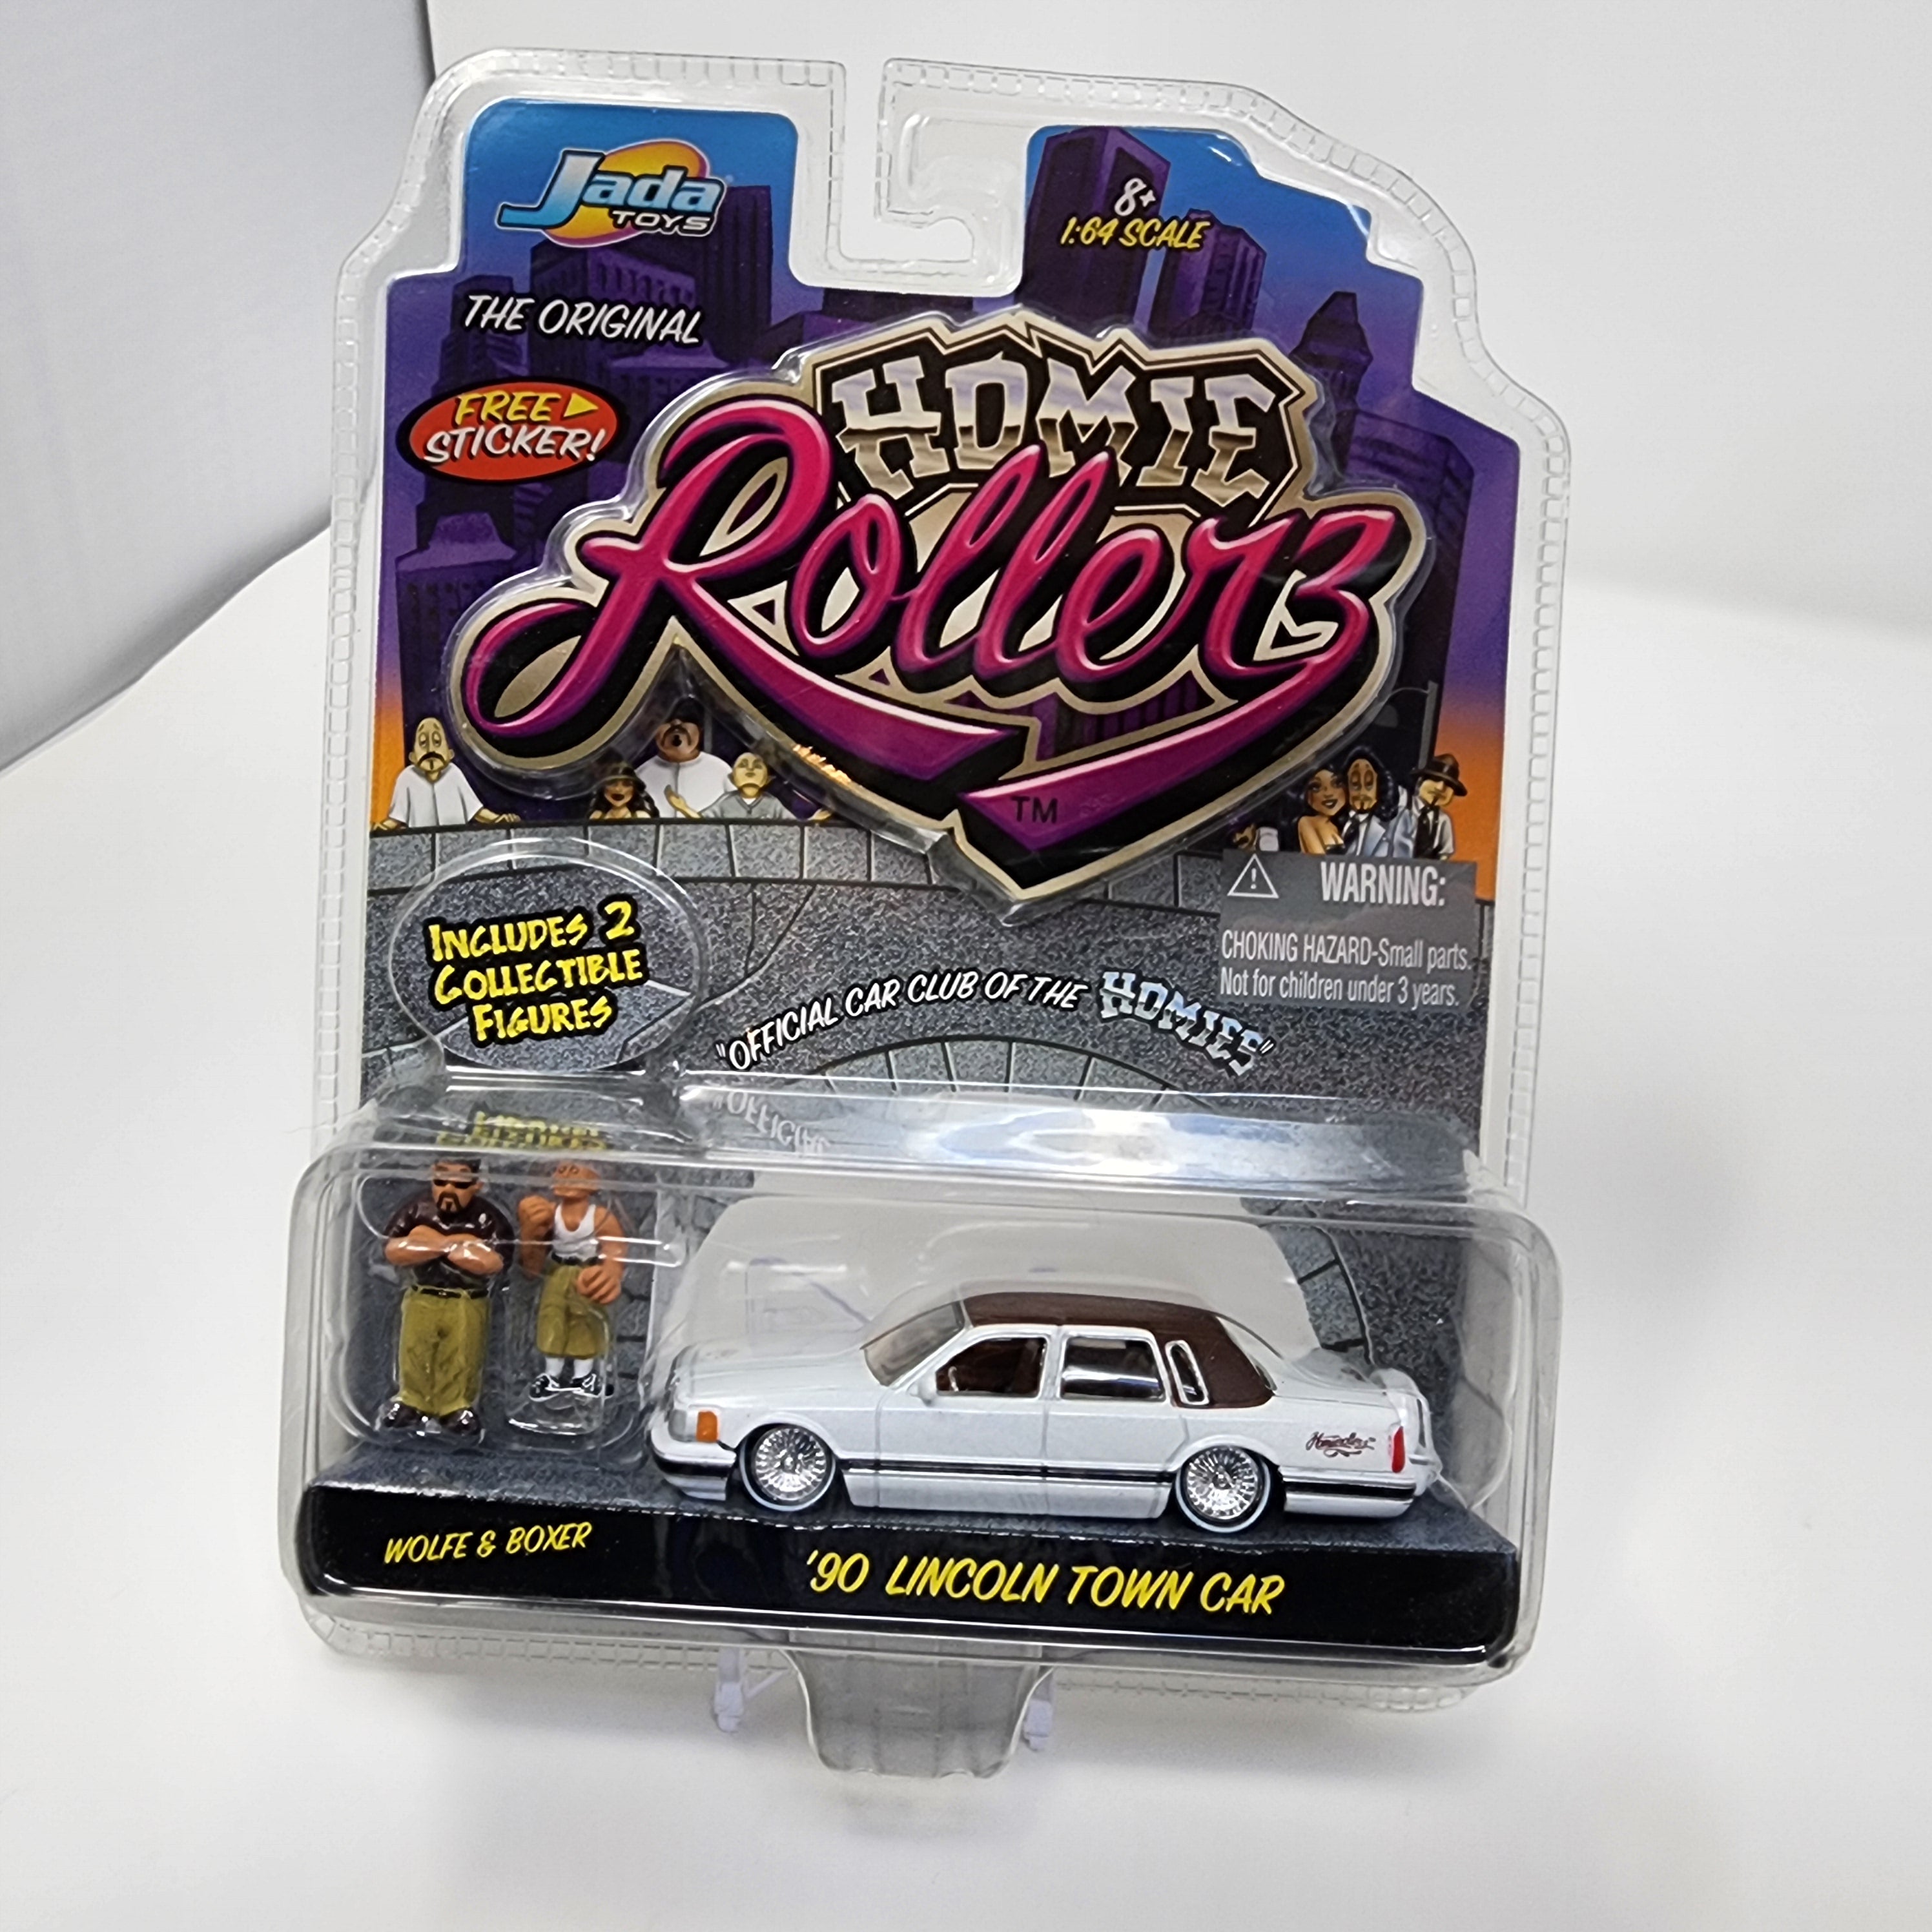 Jada
TOYS
8+
1:64 SCALE
THE ORIGINAL
FREE
STICKER!
HOMIE
Rollerz
TM
WARNING:
CHOKING HAZARD-Small parts.
Not for children under 3 years.
INCLUDES 2
COLLECTIBLE
FIGURES
"OFFICIAL CAR CLUB OF THE HOMIES"
WOLFE & BOXER
'90 LINCOLN TOWN CAR